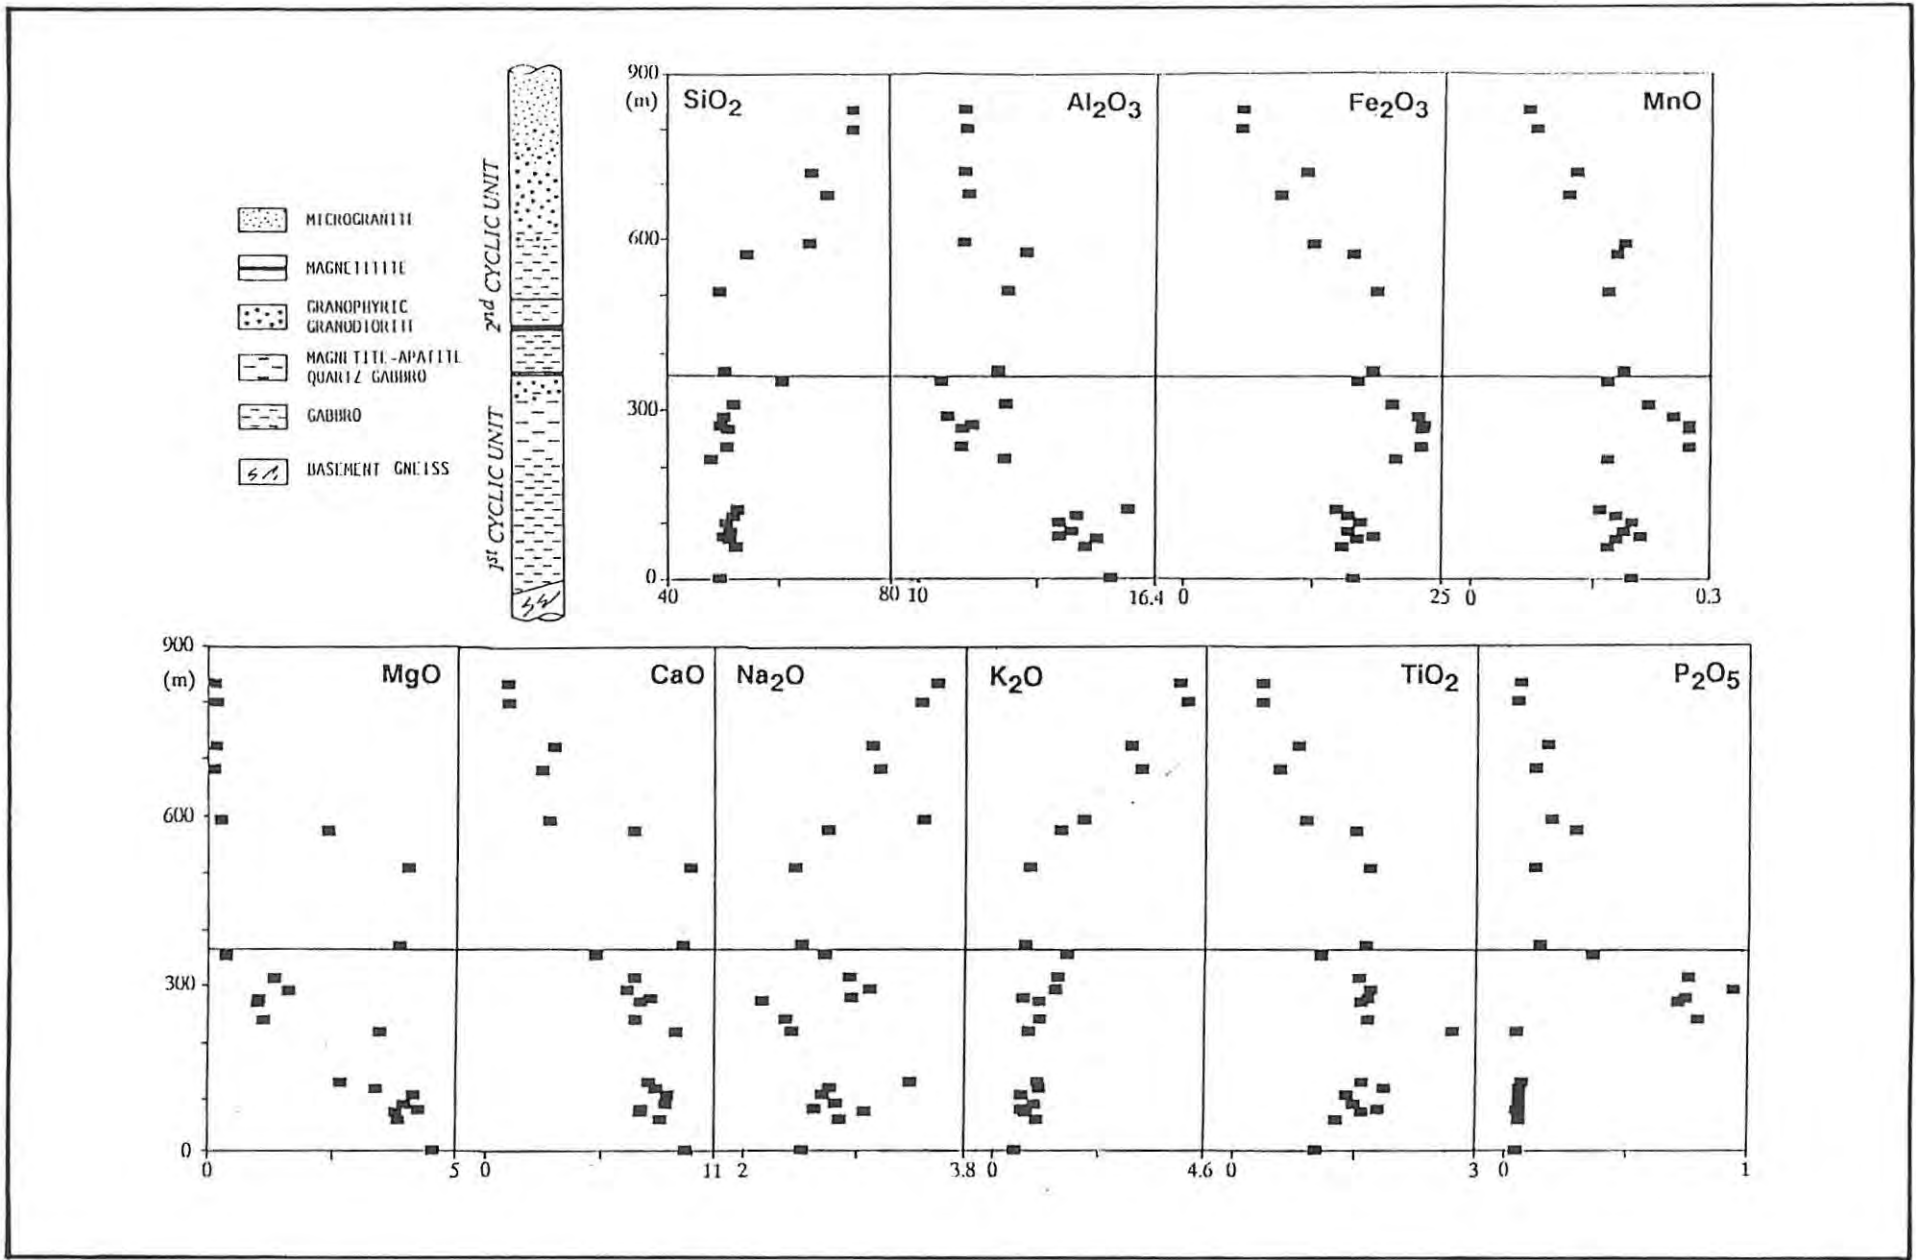 MICROGRANITE
MAGNETITITE
GRANOPHYRIC
GRANODIORITE
MAGNETITE-APATITE
QUARTZ GABBRO
GABBRO
BASEMENT GNEISS
2nd CYCLIC UNIT
1st CYCLIC UNIT
900
(m)
600
300
0
SiO2
Al2O3
Fe2O3
MnO
40
80
10
16.4
0
25
0
0.3
900
(m)
600
300
0
MgO
CaO
Na2O
K2O
TiO2
P2O5
0
5
0
11
2
3.8
0
4.6
0
3
0
1